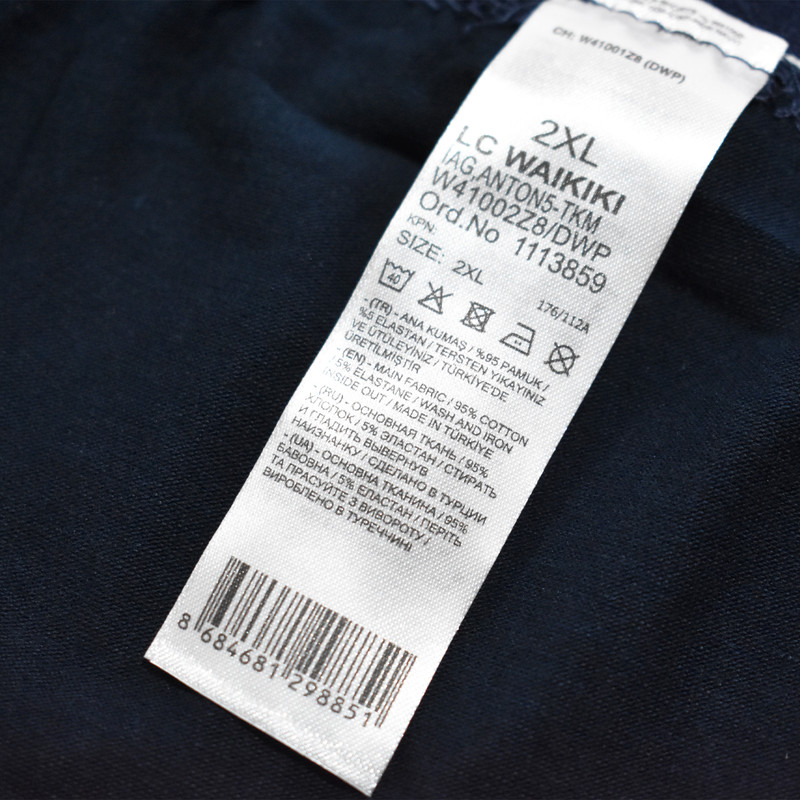 CH: W41001Z8 (DWP)
2XL
LC WAIKIKI
IAG,ANTON5-TKM
W41002Z8/DWP
Ord.No 1113859
KPN:
SIZE: 2XL
176/112A
40
- (TR) - ANA KUMAŞ / %95 PAMUK /
%5 ELASTAN / TERSTEN YIKAYINIZ
VE ÜTÜLEYİNİZ / TÜRKİYE'DE
ÜRETİLMİŞTİR
- (EN) - MAIN FABRIC / 95% COTTON
/ 5% ELASTANE / WASH AND IRON
INSIDE OUT / MADE IN TÜRKİYE
- (RU) - ОСНОВНАЯ ТКАНЬ / 95%
ХЛОПОК / 5% ЭЛАСТАН / СТИРАТЬ
И ГЛАДИТЬ ВЫВЕРНУВ
НАИЗНАНКУ / СДЕЛАНО В ТУРЦИИ
- (UA) - ОСНОВНА ТКАНИНА / 95%
БАВОВНА / 5% ЕЛАСТАН / ПЕРІТЬ
ТА ПРАСУЙТЕ З ВИВОРОТУ /
ВИРОБЛЕНО В ТУРЕЧЧИНІ
8 684681 298851